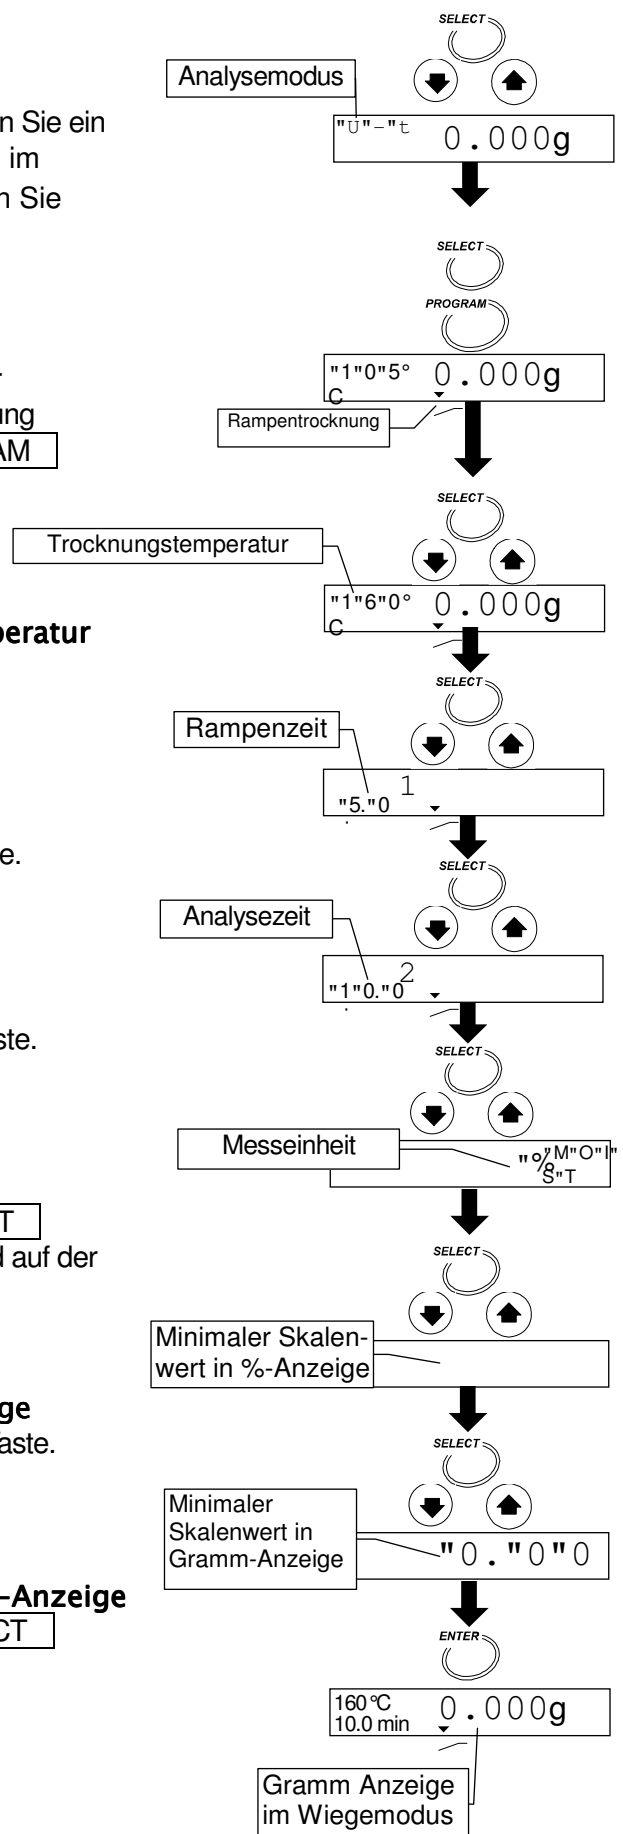 SELECT
Analysemodus
n Sie ein
"U"-"t 0.000g
im
n Sie
SELECT
PROGRAM
"1"0"5° 0.000g
C
ung
Rampentrocknung
AM
SELECT
Trocknungstemperatur
"1"6"0° 0.000g
C
peratur
SELECT
Rampenzeit
1
"5."0
e.
SELECT
Analysezeit
2
"1"0."0
ste.
SELECT
Messeinheit
"%"M"O"I"
S"T
T
d auf der
SELECT
Minimaler Skalen-
wert in %-Anzeige
ge
Taste.
SELECT
Minimaler
Skalenwert in
Gramm-Anzeige
"0."0"0
-Anzeige
CT
ENTER
160°C 0.000g
10.0 min
Gramm Anzeige
im Wiegemodus